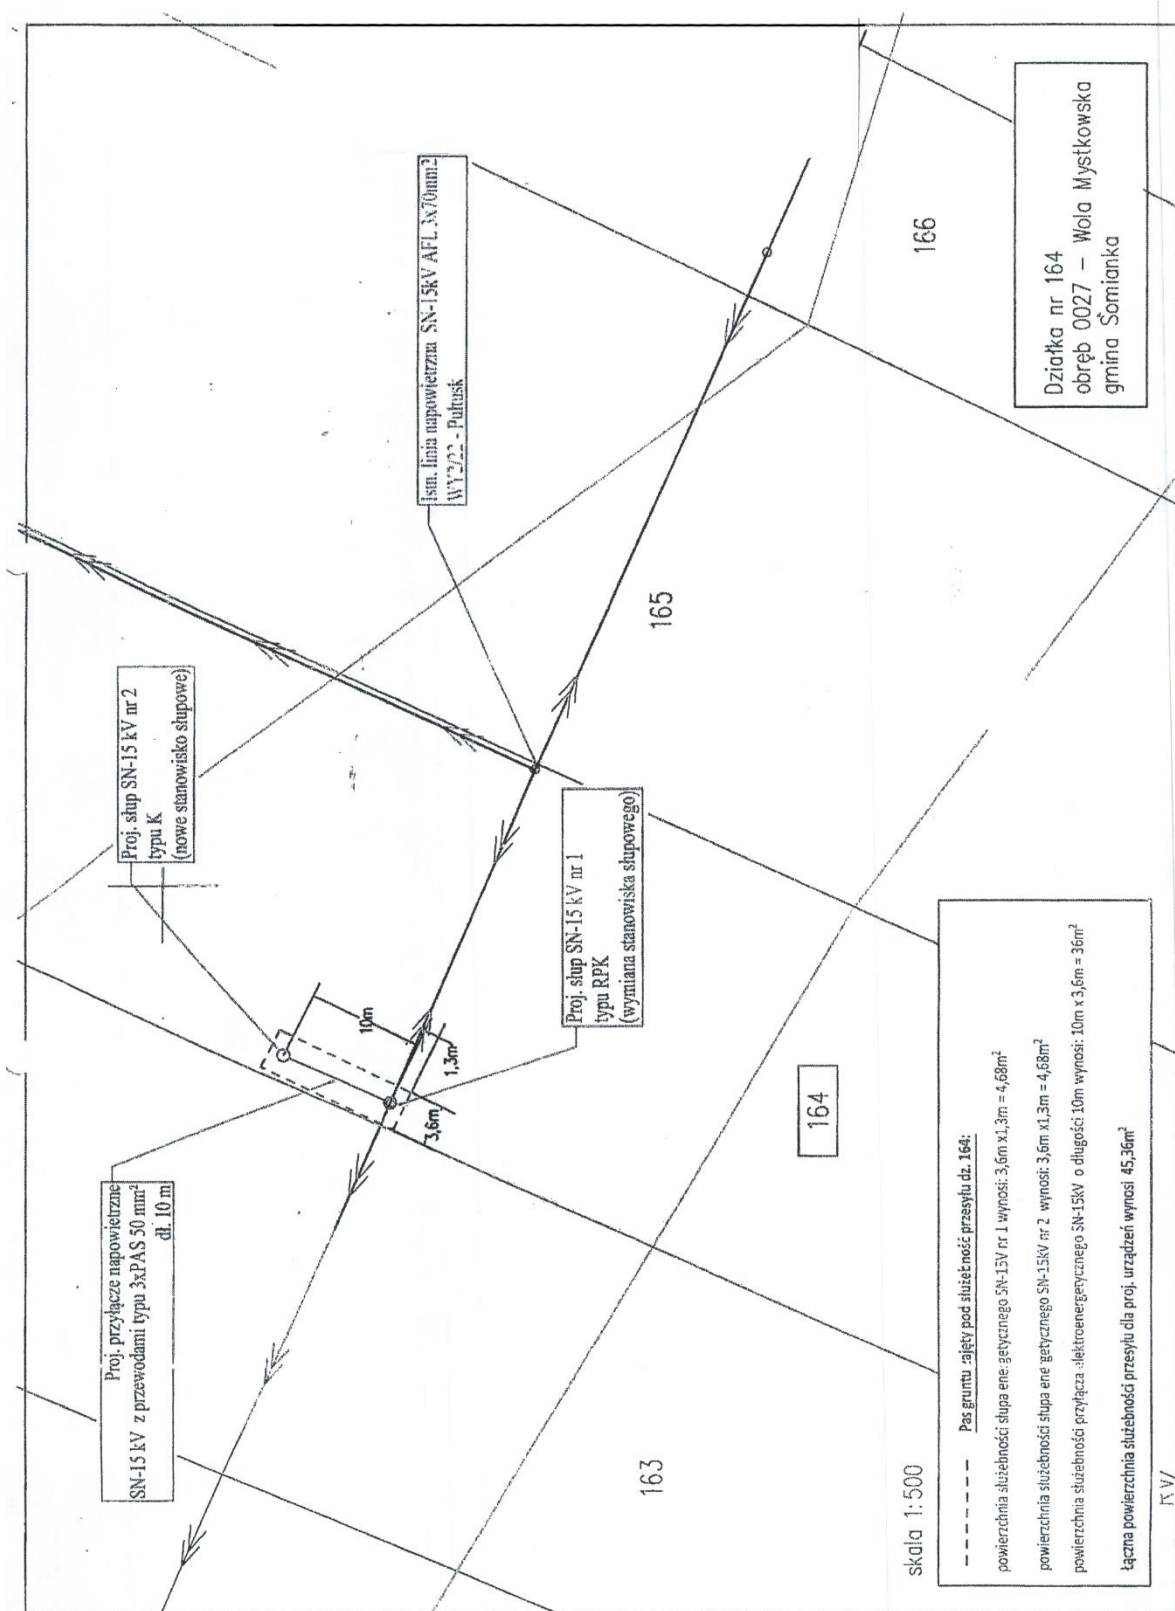 Proj. przyłącze napowietrzne
SN-15 kV z przewodami typu 3xPAS 50 mm²
dł. 10 m
Proj. słup SN-15 kV nr 2
typu K
(nowe stanowisko słupowe)
Istn. linia napowietrzna SN-15kV AFL 3x70mm2
WY2/22 - Pułtusk
10m
1,3m
3,6m
Proj. słup SN-15 kV nr 1
typu RPK
(wymiana stanowiska słupowego)
163
164
165
166
skala 1:500
Pas gruntu zajęty pod służebność przesyłu dz. 164:
powierzchnia służebności słupa energetycznego SN-15V nr 1 wynosi: 3,6m x1,3m = 4,68m²
powierzchnia służebności słupa energetycznego SN-15kV nr 2 wynosi: 3,6m x1,3m = 4,68m²
powierzchnia służebności przyłącza elektroenergetycznego SN-15kV o długości 10m wynosi: 10m x 3,6m = 36m²
Łączna powierzchnia służebności przesyłu dla proj. urządzeń wynosi 45,36m²
Działka nr 164
obręb 0027 – Wola Mystkowska
gmina Somianka